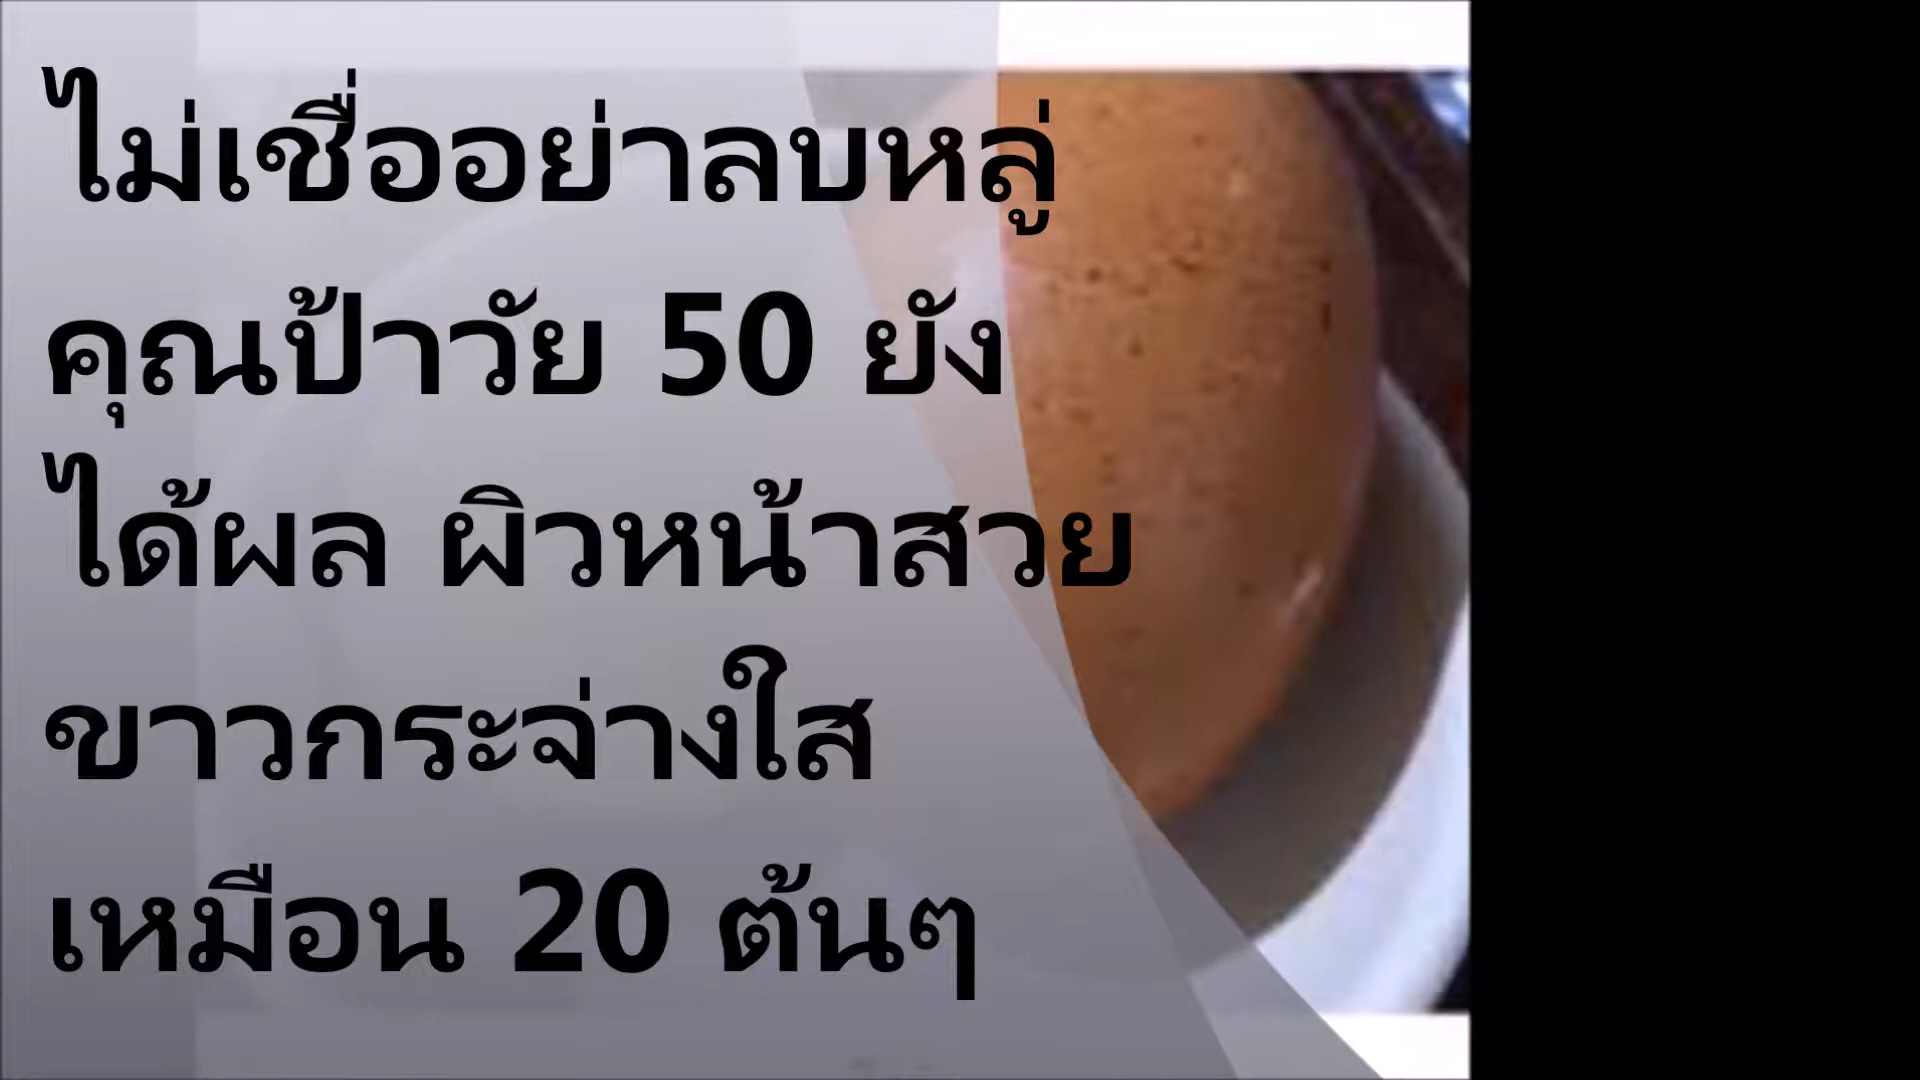 ไม่เชื่ออย่าลบหลู่
คุณป้าวัย 50 ยัง
ได้ผล ผิวหน้าสวย
ขาวกระจ่างใส
เหมือน 20 ต้นๆ